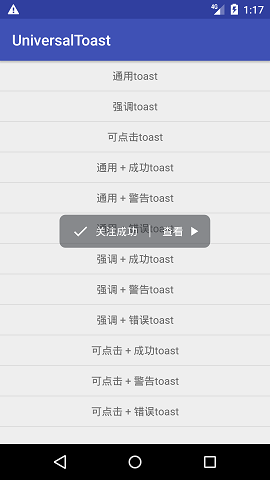 4G 1:17
UniversalToast
通用toast
强调toast
可点击toast
通用 + 成功toast
通用 + 警告toast
关注成功 | 查看
强调 + 成功toast
强调 + 警告toast
强调 + 错误toast
可点击 + 成功toast
可点击 + 警告toast
可点击 + 错误toast